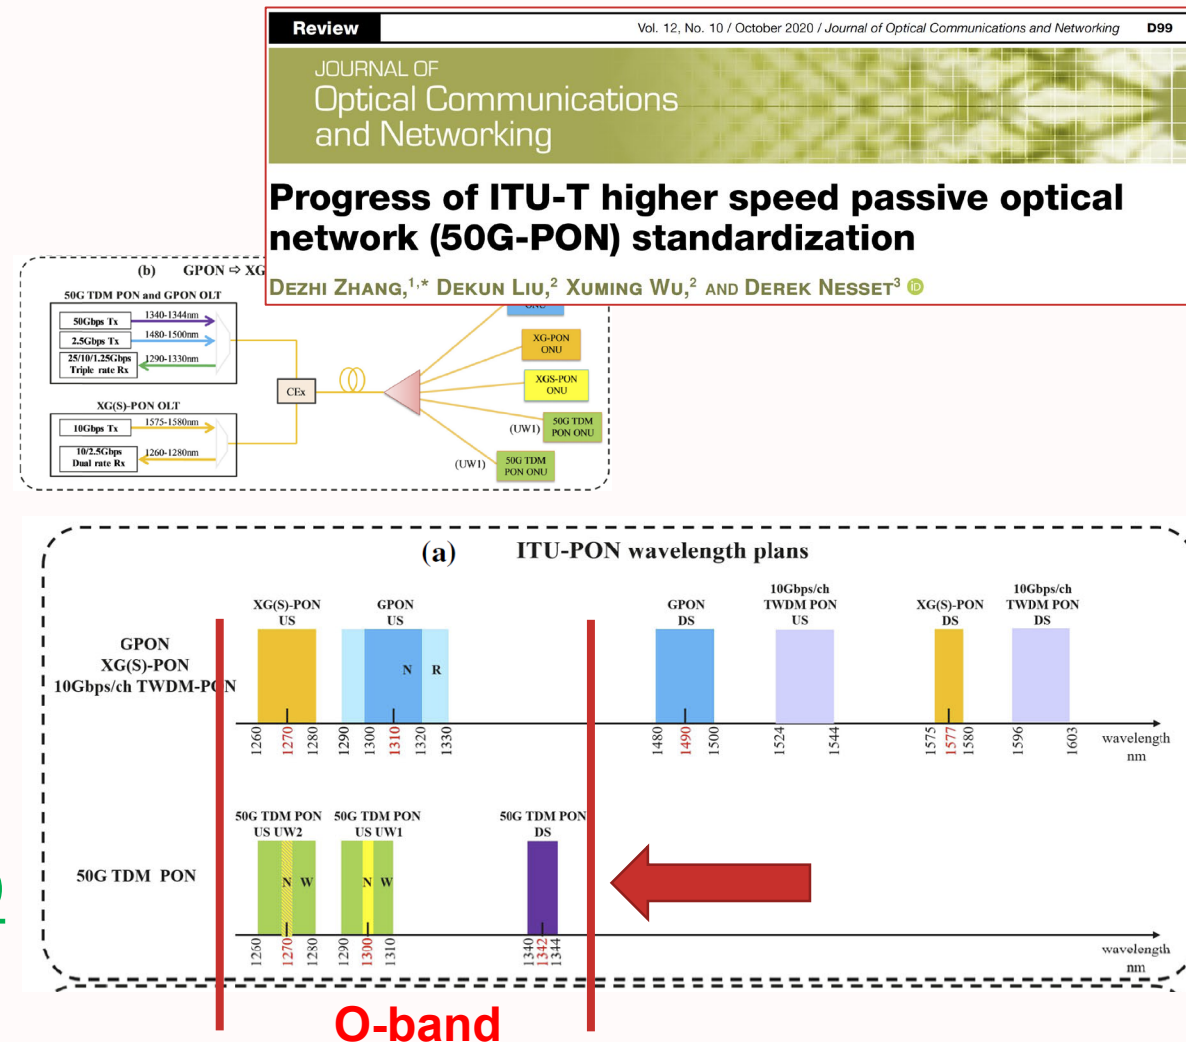 Review
Vol. 12, No. 10 / October 2020 / Journal of Optical Communications and Networking D99
JOURNAL OF
Optical Communications
and Networking
Progress of ITU-T higher speed passive optical
network (50G-PON) standardization
DEZHI ZHANG,1,* DEKUN LIU,2 XUMING WU,2 AND DEREK NESSET3
(b) GPON ⇨ XG
50G TDM PON and GPON OLT
50Gbps Tx
1340-1344nm
2.5Gbps Tx
1480-1500nm
25/10/1.25Gbps
Triple rate Rx
1290-1330nm
XG(S)-PON OLT
10Gbps Tx
1575-1580nm
10/2.5Gbps
Dual rate Rx
1260-1280nm
CEx
ONU
XG-PON
ONU
XGS-PON
ONU
(UW1)
50G TDM
PON ONU
(UW1)
50G TDM
PON ONU
(a) ITU-PON wavelength plans
GPON
XG(S)-PON
10Gbps/ch TWDM-PON
XG(S)-PON
US
GPON
US
N R
GPON
DS
10Gbps/ch
TWDM PON
US
XG(S)-PON
DS
10Gbps/ch
TWDM PON
DS
1260 1270 1280 1290 1300 1310 1320 1330 1480 1490 1500 1524 1544 1575 1577 1580 1596 1603
wavelength
nm
50G TDM PON
50G TDM PON
US UW2
N W
50G TDM PON
US UW1
N W
50G TDM PON
DS
1260 1270 1280 1290 1300 1310 1340 1342 1344
wavelength
nm
O-band